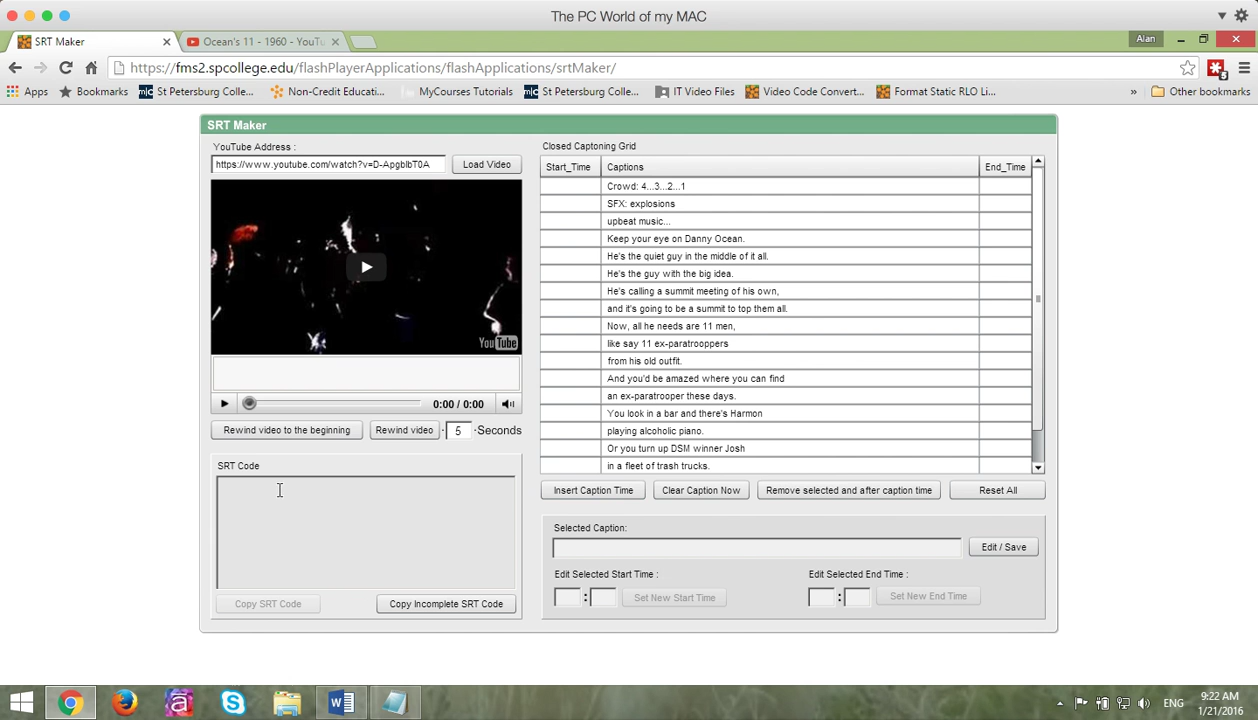 The PC World of my MAC
SRT Maker
Ocean's 11 - 1960 - YouTu
Alan
https://fms2.spcollege.edu/flashPlayerApplications/flashApplications/srtMaker/
5
Apps
Bookmarks
St Petersburg Colle...
Non-Credit Educati...
MyCourses Tutorials
St Petersburg Colle...
IT Video Files
Video Code Convert...
Format Static RLO Li...
»
Other bookmarks
SRT Maker
YouTube Address :
https://www.youtube.com/watch?v=D-ApgblbT0A
Load Video
YouTube
0:00 / 0:00
Rewind video to the beginning
Rewind video
5
Seconds
SRT Code
Copy SRT Code
Copy Incomplete SRT Code
Closed Captoning Grid
Start_Time
Captions
End_Time
Crowd: 4...3...2...1
SFX: explosions
upbeat music...
Keep your eye on Danny Ocean.
He's the quiet guy in the middle of it all.
He's the guy with the big idea.
He's calling a summit meeting of his own,
and it's going to be a summit to top them all.
Now, all he needs are 11 men,
like say 11 ex-paratrooppers
from his old outfit.
And you'd be amazed where you can find
an ex-paratrooper these days.
You look in a bar and there's Harmon
playing alcoholic piano.
Or you turn up DSM winner Josh
in a fleet of trash trucks.
Insert Caption Time
Clear Caption Now
Remove selected and after caption time
Reset All
Selected Caption:
Edit / Save
Edit Selected Start Time :
:
Set New Start Time
Edit Selected End Time :
:
Set New End Time
ENG
9:22 AM
1/21/2016